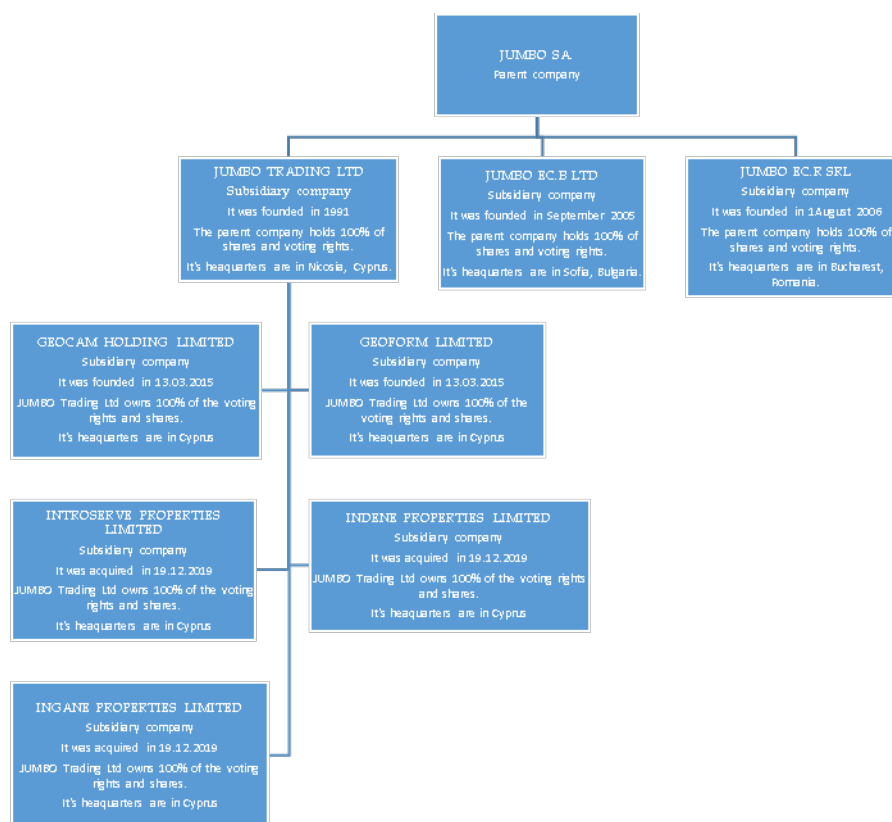 JUMBO SA
Parent company
JUMBO TRADING LTD
Subsidiary company
It was founded in 1991
The parent company holds 100% of
shares and voting rights.
It's heaquarters are in Nicosia, Cyprus.
JUMBO EC.B LTD
Subsidiary company
It was founded in September 2005
The parent company holds 100% of
shares and voting rights.
It's heaquarters are in Sofia, Bulgaria.
JUMBO EC.R SRL
Subsidiary company
It was founded in 1August 2006
The parent company holds 100% of
shares and voting rights.
It's heaquarters are in Bucharest,
Romania.
GEOCAM HOLDING LIMITED
Subsidiary company
It was founded in 13.03.2015
JUMBO Trading Ltd owns 100% of the voting
rights and shares.
It's heaquarters are in Cyprus
GEOFORM LIMITED
Subsidiary company
It was founded in 13.03.2015
JUMBO Trading Ltd owns 100% of the
voting rights and shares.
It's heaquarters are in Cyprus
INTROSERVE PROPERTIES
LIMITED
Subsidiary company
It was acquired in 19.12.2019
JUMBO Trading Ltd owns 100% of the voting
rights and shares.
It's heaquarters are in Cyprus
INDENE PROPERTIES LIMITED
Subsidiary company
It was acquired in 19.12.2019
JUMBO Trading Ltd owns 100% of the voting rights
and shares.
It's heaquarters are in Cyprus
INGANE PROPERTIES LIMITED
Subsidiary company
It was acquired in 19.12.2019
JUMBO Trading Ltd owns 100% of the voting
rights and shares.
It's heaquarters are in Cyprus